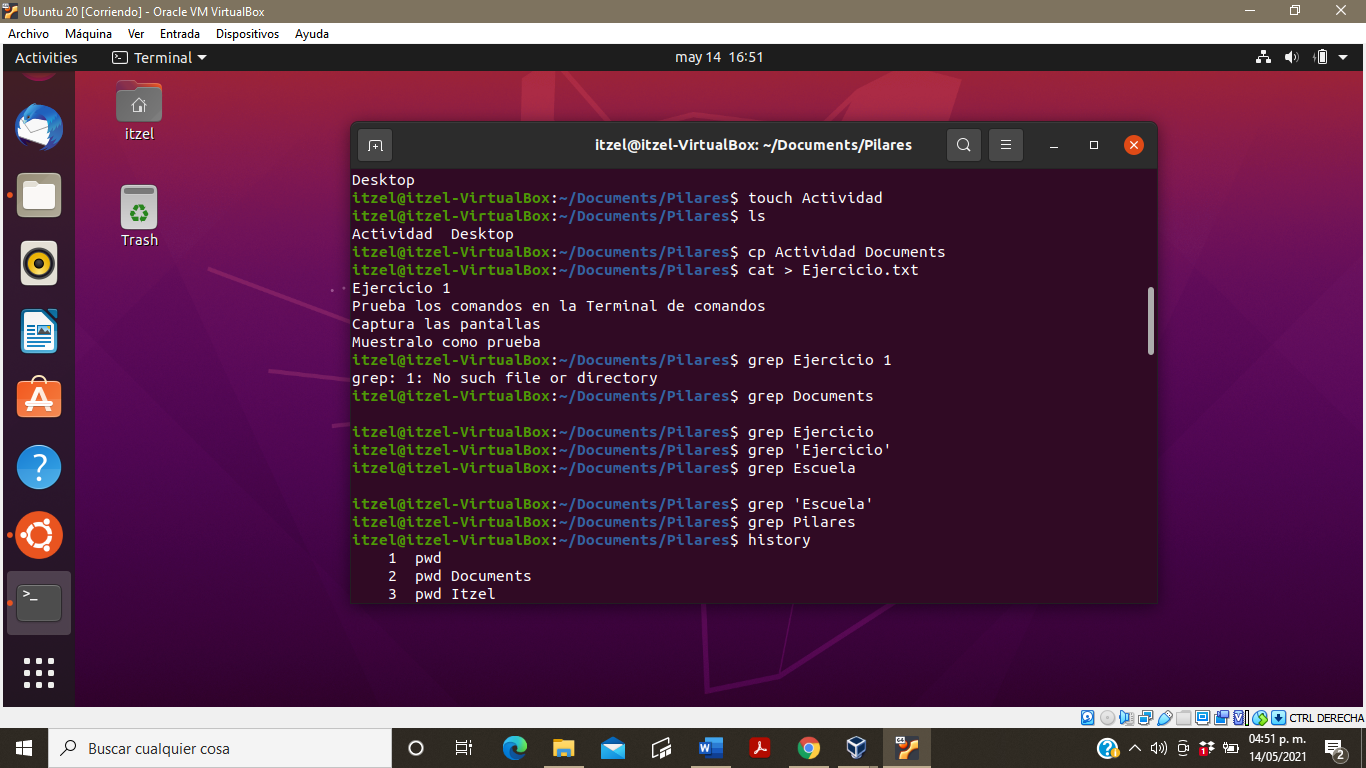 Ubuntu 20 [Corriendo] - Oracle VM VirtualBox
Archivo Máquina Ver Entrada Dispositivos Ayuda
Activities Terminal may 14 16:51
itzel
Trash
itzel@itzel-VirtualBox: ~/Documents/Pilares
Desktop
itzel@itzel-VirtualBox:~/Documents/Pilares$ touch Actividad
itzel@itzel-VirtualBox:~/Documents/Pilares$ ls
Actividad  Desktop
itzel@itzel-VirtualBox:~/Documents/Pilares$ cp Actividad Documents
itzel@itzel-VirtualBox:~/Documents/Pilares$ cat > Ejercicio.txt
Ejercicio 1
Prueba los comandos en la Terminal de comandos
Captura las pantallas
Muestralo como prueba
itzel@itzel-VirtualBox:~/Documents/Pilares$ grep Ejercicio 1
grep: 1: No such file or directory
itzel@itzel-VirtualBox:~/Documents/Pilares$ grep Documents
itzel@itzel-VirtualBox:~/Documents/Pilares$ grep Ejercicio
itzel@itzel-VirtualBox:~/Documents/Pilares$ grep 'Ejercicio'
itzel@itzel-VirtualBox:~/Documents/Pilares$ grep Escuela
itzel@itzel-VirtualBox:~/Documents/Pilares$ grep 'Escuela'
itzel@itzel-VirtualBox:~/Documents/Pilares$ grep Pilares
itzel@itzel-VirtualBox:~/Documents/Pilares$ history
1 pwd
2 pwd Documents
3 pwd Itzel
CTRL DERECHA
Buscar cualquier cosa
04:51 p. m.
14/05/2021
2